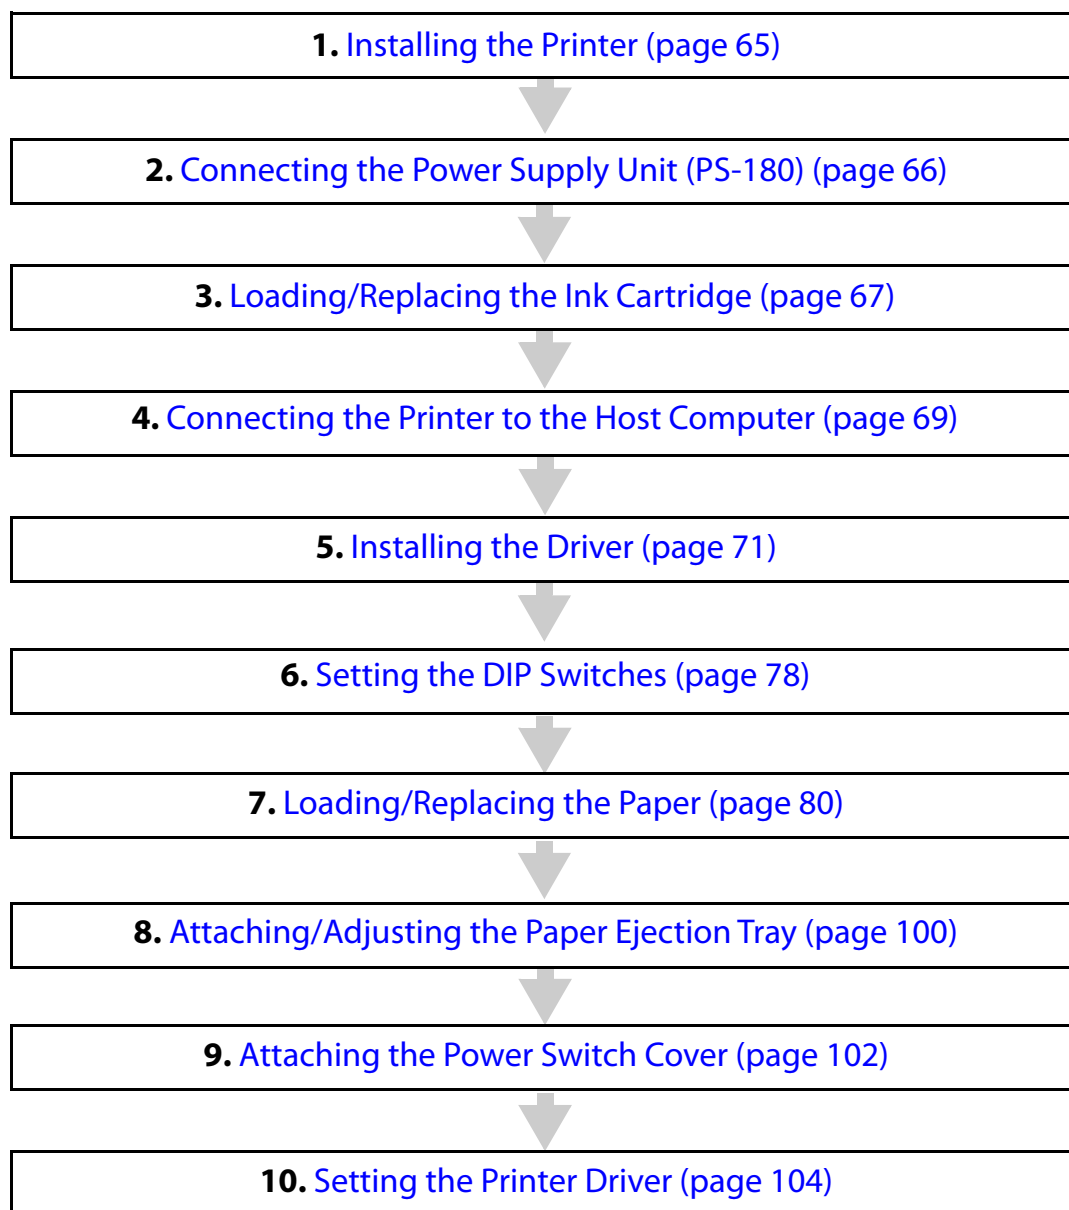 1. Installing the Printer (page 65)
2. Connecting the Power Supply Unit (PS-180) (page 66)
3. Loading/Replacing the Ink Cartridge (page 67)
4. Connecting the Printer to the Host Computer (page 69)
5. Installing the Driver (page 71)
6. Setting the DIP Switches (page 78)
7. Loading/Replacing the Paper (page 80)
8. Attaching/Adjusting the Paper Ejection Tray (page 100)
9. Attaching the Power Switch Cover (page 102)
10. Setting the Printer Driver (page 104)